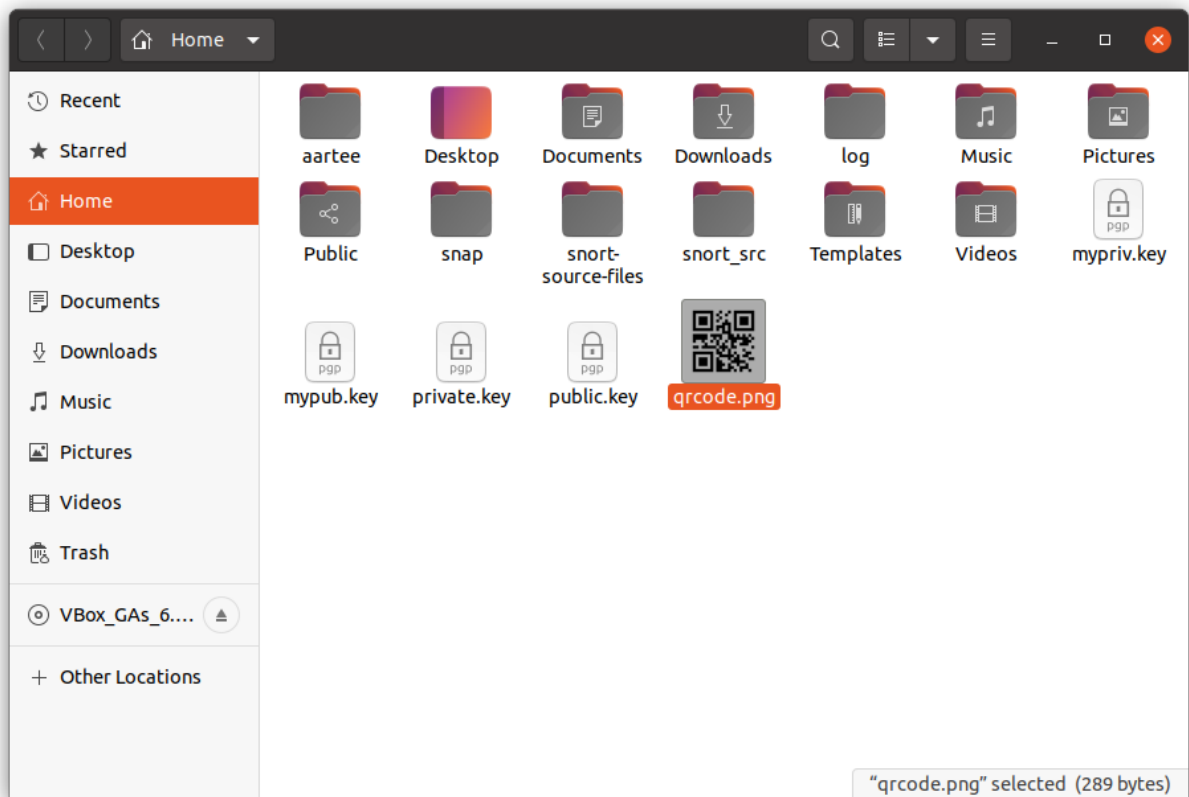 Home
Recent
Starred
Home
Desktop
Documents
Downloads
Music
Pictures
Videos
Trash
VBox_GAs_6....
Other Locations
aartee
Desktop
Documents
Downloads
log
Music
Pictures
Public
snap
snort-
source-files
snort_src
Templates
Videos
pgp
mypriv.key
pgp
mypub.key
pgp
private.key
pgp
public.key
qrcode.png
“qrcode.png” selected (289 bytes)